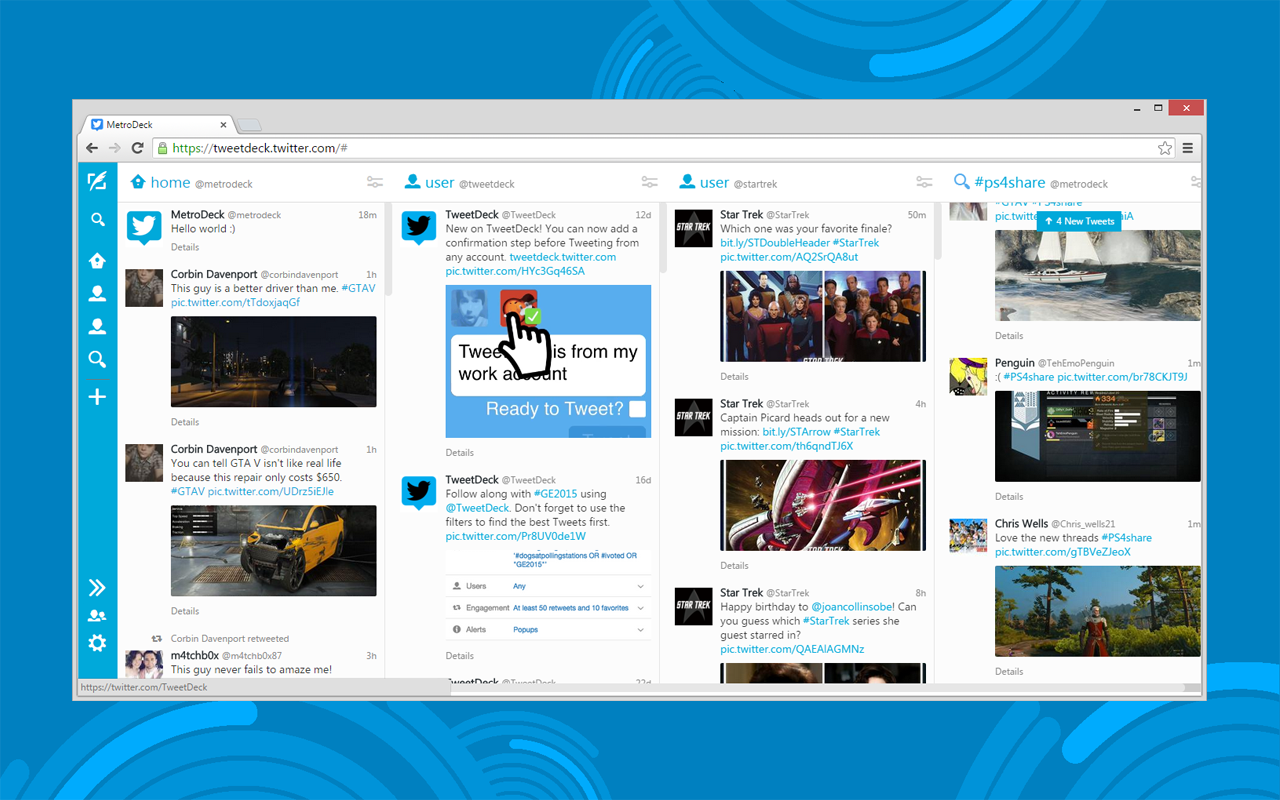 MetroDeck
https://tweetdeck.twitter.com/#
home @metrodeck
MetroDeck @metrodeck 18m
Hello world :)
Details
Corbin Davenport @corbindavenport 1h
This guy is a better driver than me. #GTAV
pic.twitter.com/tTdoxjaqGf
Details
Corbin Davenport @corbindavenport 1h
You can tell GTA V isn't like real life
because this repair only costs $650.
#GTAV pic.twitter.com/UDrz5iEJle
Details
Corbin Davenport retweeted
m4tchb0x @m4tchb0x87 3h
This guy never fails to amaze me!
https://twitter.com/TweetDeck
user @tweetdeck
TweetDeck @TweetDeck 12d
New on TweetDeck! You can now add a
confirmation step before Tweeting from
any account. tweetdeck.twitter.com
pic.twitter.com/HYc3Gq46SA
is from my
work
Ready to Tweet?
Details
TweetDeck @TweetDeck 16d
Follow along with #GE2015 using
@TweetDeck. Don't forget to use the
filters to find the best Tweets first.
pic.twitter.com/Pr8UV0de1W
'#dogsatpollingstations OR #ivoted OR
"GE2015"'
Users Any
Engagement At least 50 retweets and 10 favorites
Alerts Popups
Details
TweetDeck @TweetDeck 22d
user @startrek
STAR TREK
Star Trek @StarTrek 50m
Which one was your favorite finale?
bit.ly/STDoubleHeader #StarTrek
pic.twitter.com/AQ2SrQA8ut
Details
STAR TREK
Star Trek @StarTrek 4h
Captain Picard heads out for a new
mission: bit.ly/STArrow #StarTrek
pic.twitter.com/th6qndTJ6X
Details
STAR TREK
Star Trek @StarTrek 8h
Happy birthday to @joancollinsobe! Can
you guess which #StarTrek series she
guest starred in?
pic.twitter.com/QAEAlAGMNz
#ps4share @metrodeck
#GTAV #PS4share
4 New Tweets
Details
Penguin @TehEmoPenguin 1m
:( #PS4share pic.twitter.com/br78CKJT9J
334
Details
Chris Wells @Chris_wells21 1m
Love the new threads #PS4share
pic.twitter.com/gTBVeZJeoX
Details